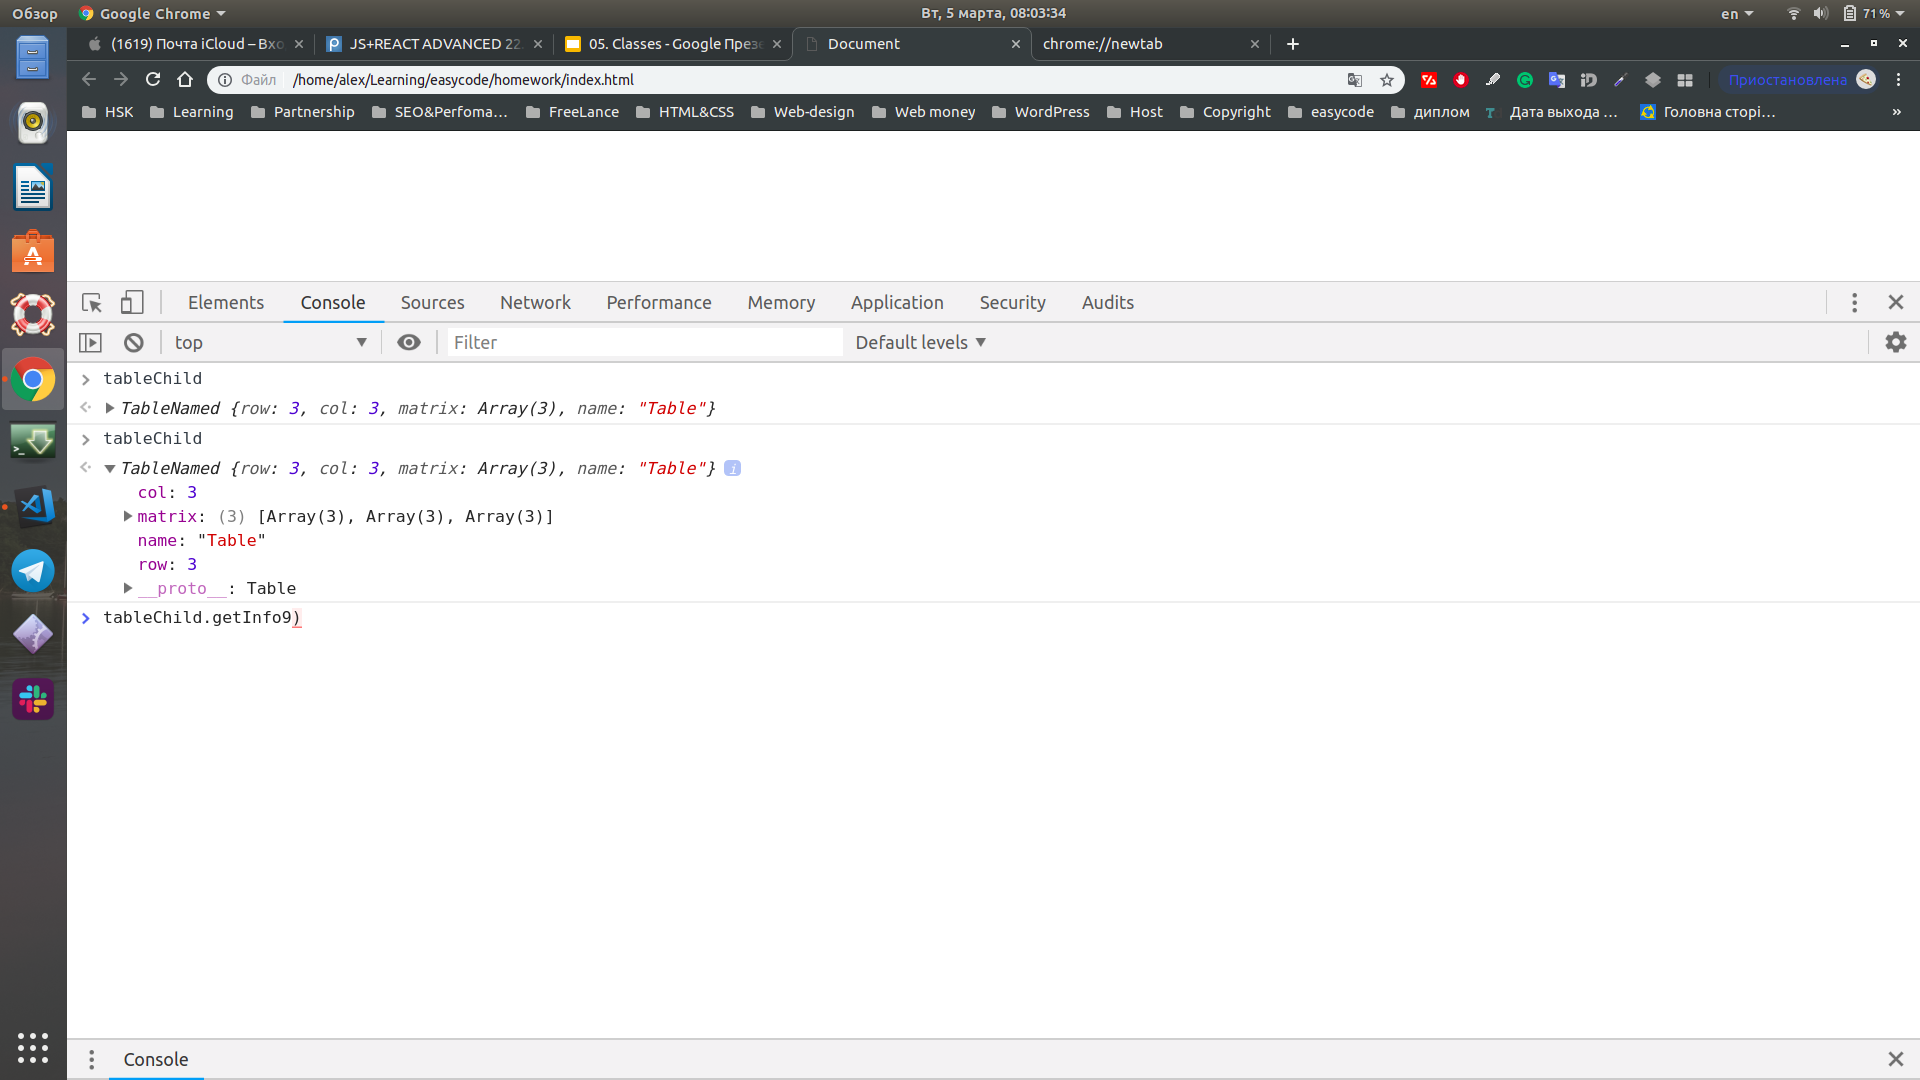 Обзор Google Chrome Вт, 5 марта, 08:03:34 en 71 %
(1619) Почта iCloud – Вхо JS+REACT ADVANCED 22. 05. Classes - Google През Document chrome://newtab
Файл /home/alex/Learning/easycode/homework/index.html Приостановлена
HSK Learning Partnership SEO&Perfoma... FreeLance HTML&CSS Web-design Web money WordPress Host Copyright easycode диплом Дата выхода ... Головна сторі... »
Elements Console Sources Network Performance Memory Application Security Audits
top Filter Default levels
tableChild
TableNamed {row: 3, col: 3, matrix: Array(3), name: "Table"}
tableChild
TableNamed {row: 3, col: 3, matrix: Array(3), name: "Table"} i
col: 3
matrix: (3) [Array(3), Array(3), Array(3)]
name: "Table"
row: 3
__proto__: Table
tableChild.getInfo9)
Console